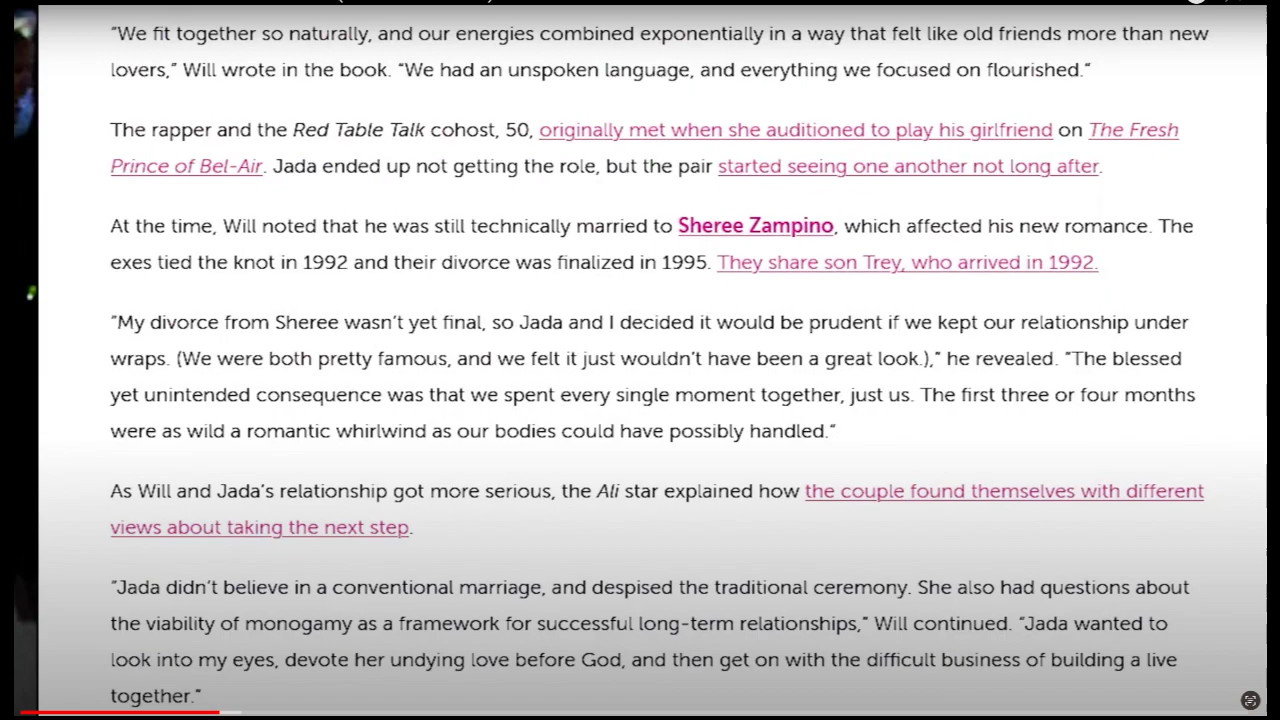 “We fit together so naturally, and our energies combined exponentially in a way that felt like old friends more than new
lovers,” Will wrote in the book. “We had an unspoken language, and everything we focused on flourished.”
The rapper and the Red Table Talk cohost, 50, originally met when she auditioned to play his girlfriend on The Fresh
Prince of Bel-Air. Jada ended up not getting the role, but the pair started seeing one another not long after.
At the time, Will noted that he was still technically married to Sheree Zampino, which affected his new romance. The
exes tied the knot in 1992 and their divorce was finalized in 1995. They share son Trey, who arrived in 1992.
“My divorce from Sheree wasn’t yet final, so Jada and I decided it would be prudent if we kept our relationship under
wraps. (We were both pretty famous, and we felt it just wouldn’t have been a great look.),” he revealed. “The blessed
yet unintended consequence was that we spent every single moment together, just us. The first three or four months
were as wild a romantic whirlwind as our bodies could have possibly handled.”
As Will and Jada’s relationship got more serious, the Ali star explained how the couple found themselves with different
views about taking the next step.
“Jada didn’t believe in a conventional marriage, and despised the traditional ceremony. She also had questions about
the viability of monogamy as a framework for successful long-term relationships,” Will continued. “Jada wanted to
look into my eyes, devote her undying love before God, and then get on with the difficult business of building a live
together.”